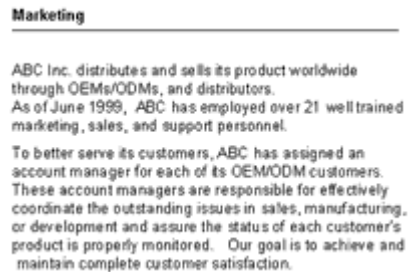 Marketing
ABC Inc. distributes and sells its product worldwide
through OEMs/ODMs, and distributors.
As of June 1999, ABC has employed over 21 well trained
marketing, sales, and support personnel.
To better serve its customers, ABC has assigned an
account manager for each of its OEM/ODM customers.
These account managers are responsible for effectively
coordinate the outstanding issues in sales, manufacturing,
or development and assure the status of each customer's
product is properly monitored. Our goal is to achieve and
maintain complete customer satisfaction.